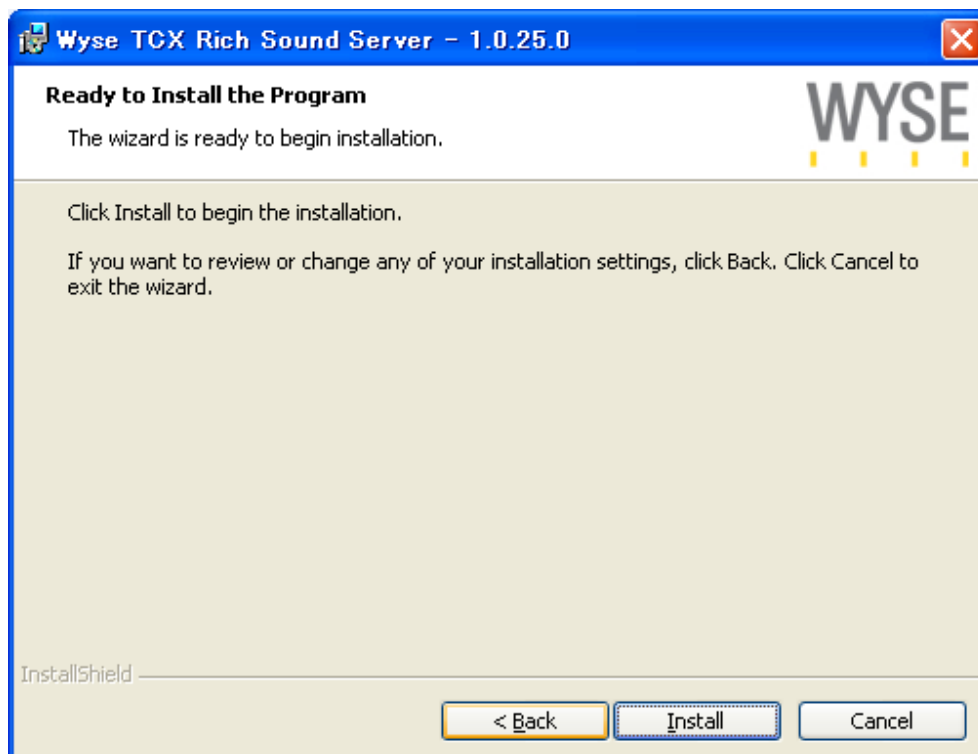 Wyse TCX Rich Sound Server - 1.0.25.0
Ready to Install the Program
The wizard is ready to begin installation.
WYSE
Click Install to begin the installation.
If you want to review or change any of your installation settings, click Back. Click Cancel to
exit the wizard.
InstallShield
< Back
Install
Cancel